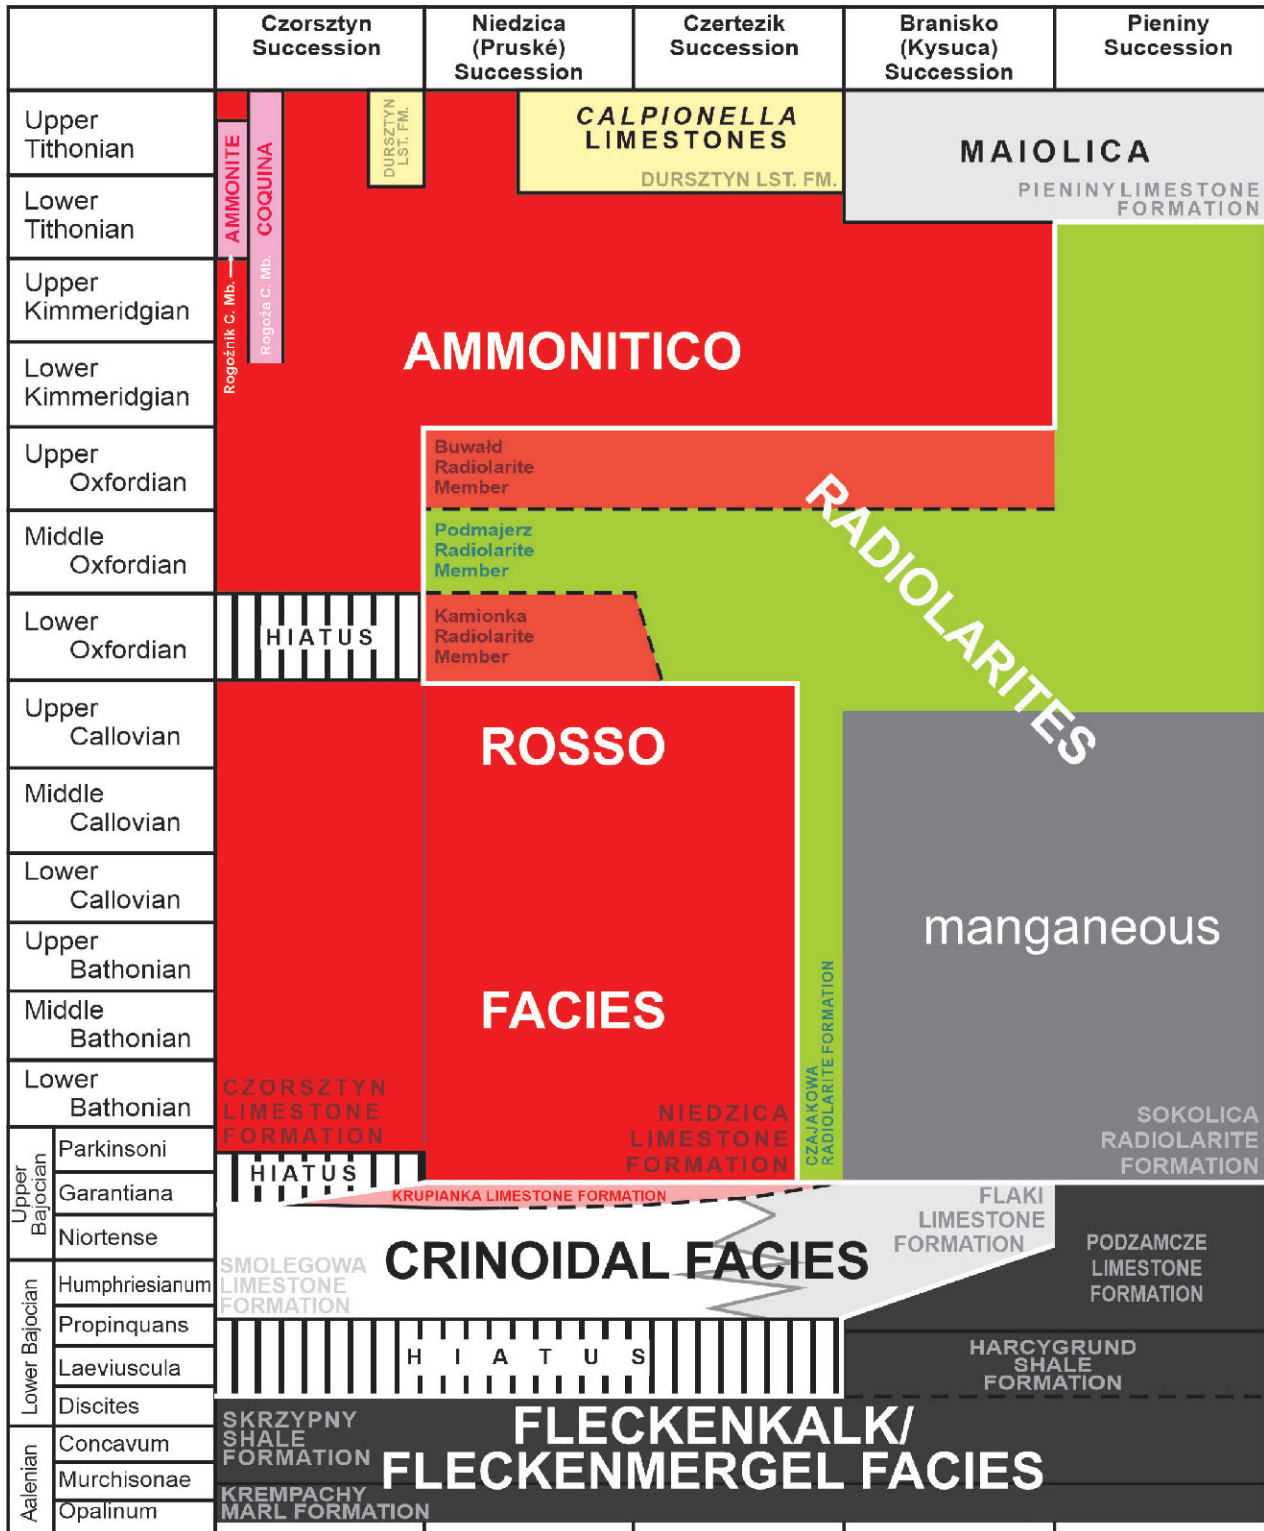 Czorsztyn
Succession
Niedzica
(Pruské)
Succession
Czertezik
Succession
Branisko
(Kysuca)
Succession
Pieniny
Succession
Upper
Tithonian
Lower
Tithonian
Upper
Kimmeridgian
Lower
Kimmeridgian
Upper
Oxfordian
Middle
Oxfordian
Lower
Oxfordian
Upper
Callovian
Middle
Callovian
Lower
Callovian
Upper
Bathonian
Middle
Bathonian
Lower
Bathonian
Upper
Bajocian
Parkinsoni
Garantiana
Niortense
Lower Bajocian
Humphriesianum
Propinquans
Laeviuscula
Discites
Aalenian
Concavum
Murchisonae
Opalinum
AMMONITE
COQUINA
Rogoźnik C. Mb.
Rogoża C. Mb.
DURSZTYN
LST. FM.
CALPIONELLA
LIMESTONES
DURSZTYN LST. FM.
MAIOLICA
PIENINY LIMESTONE
FORMATION
AMMONITICO
Buwałd
Radiolarite
Member
Podmajerz
Radiolarite
Member
Kamionka
Radiolarite
Member
RADIOLARITES
HIATUS
ROSSO
FACIES
manganeous
CZORSZTYN
LIMESTONE
FORMATION
NIEDZICA
LIMESTONE
FORMATION
CZAJAKOWA
RADIOLARITE FORMATION
SOKOLICA
RADIOLARITE
FORMATION
HIATUS
KRUPIANKA LIMESTONE FORMATION
FLAKI
LIMESTONE
FORMATION
CRINOIDAL FACIES
SMOLEGOWA
LIMESTONE
FORMATION
PODZAMCZE
LIMESTONE
FORMATION
HIATUS
HARCYGRUND
SHALE
FORMATION
SKRZYPNY
SHALE
FORMATION
FLECKENKALK/
FLECKENMERGEL FACIES
KREMPACHY
MARL FORMATION